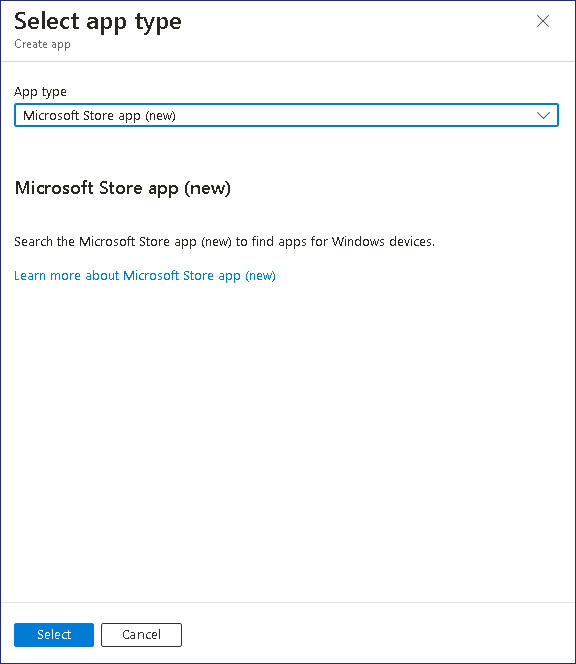 Select app type
Create app
App type
Microsoft Store app (new)
Microsoft Store app (new)
Search the Microsoft Store app (new) to find apps for Windows devices.
Learn more about Microsoft Store app (new)
Select
Cancel